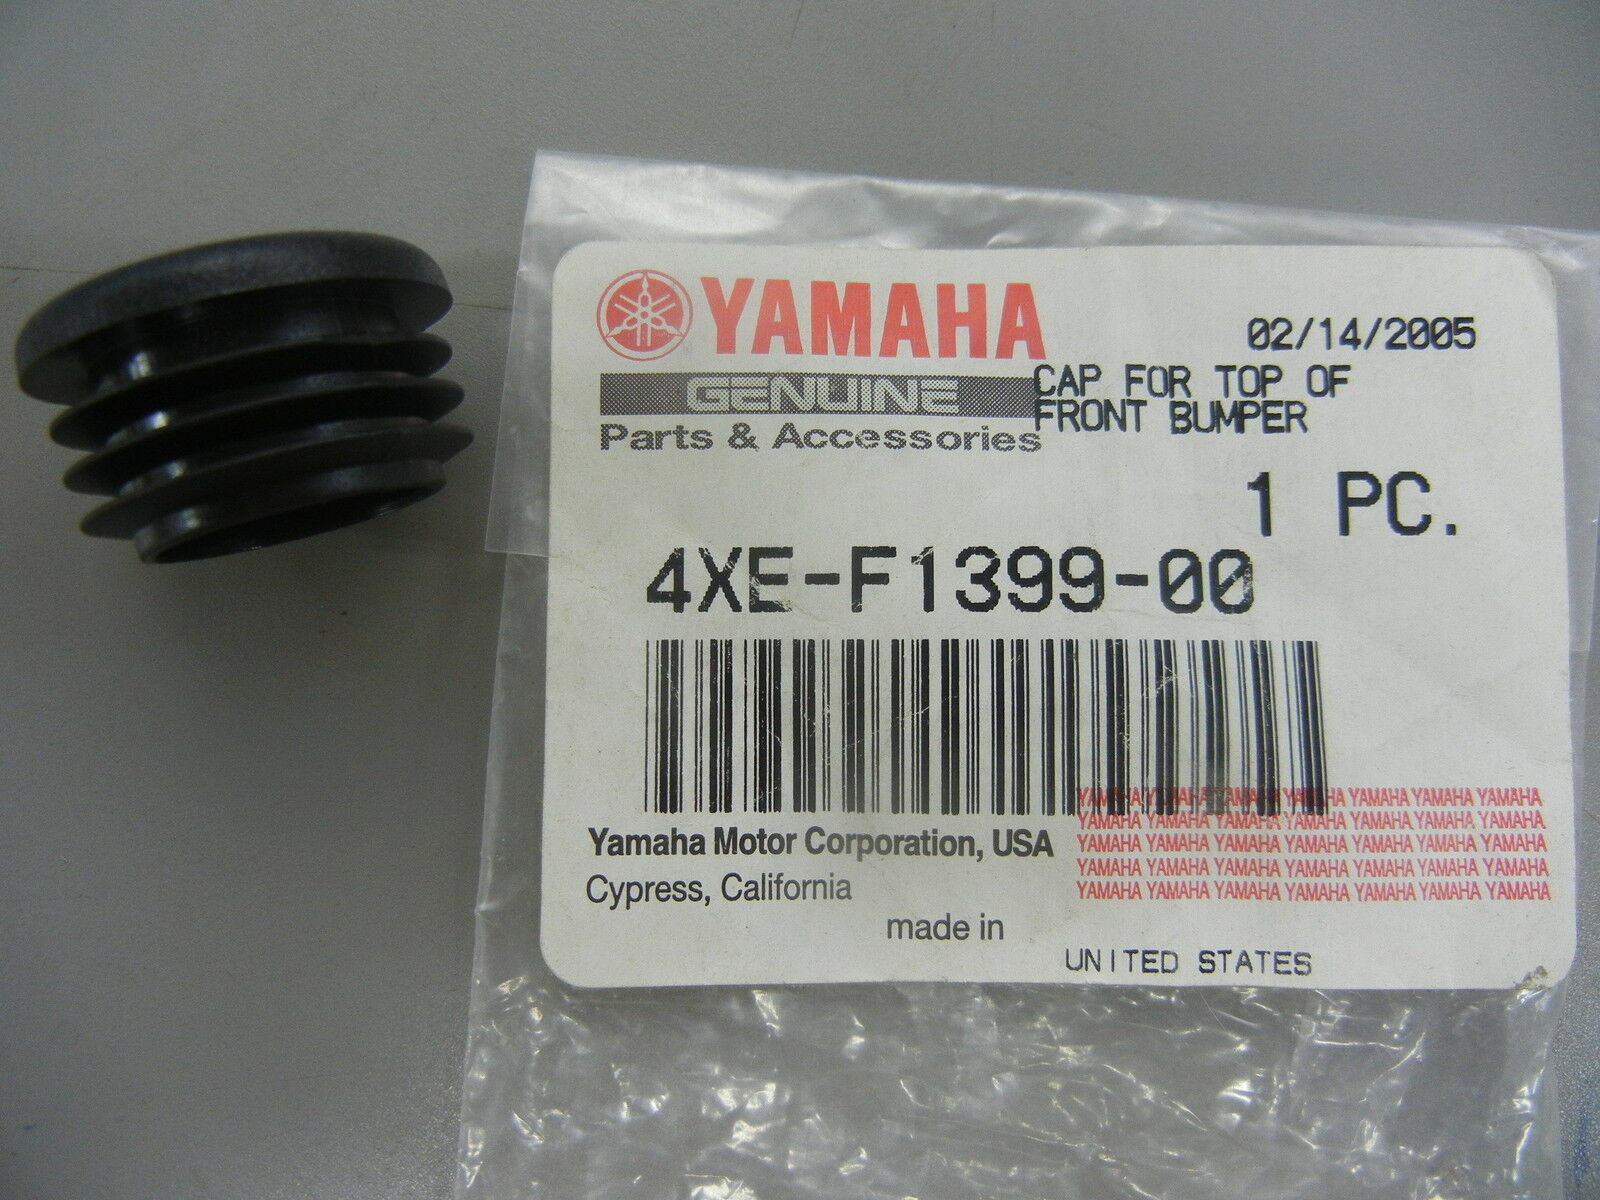 YAMAHA
02/14/2005
GENUINE
CAP FOR TOP OF
FRONT BUMPER
Parts & Accessories
1 PC.
4XE-F1399-00
YAMAHA YAMAHA YAMAHA YAMAHA YAMAHA YAMAHA YAMAHA
YAMAHA YAMAHA YAMAHA YAMAHA YAMAHA YAMAHA YAMAHA
YAMAHA YAMAHA YAMAHA YAMAHA YAMAHA YAMAHA YAMAHA
YAMAHA YAMAHA YAMAHA YAMAHA YAMAHA YAMAHA YAMAHA
YAMAHA YAMAHA YAMAHA YAMAHA YAMAHA YAMAHA YAMAHA
Yamaha Motor Corporation, USA
Cypress, California
made in
UNITED STATES